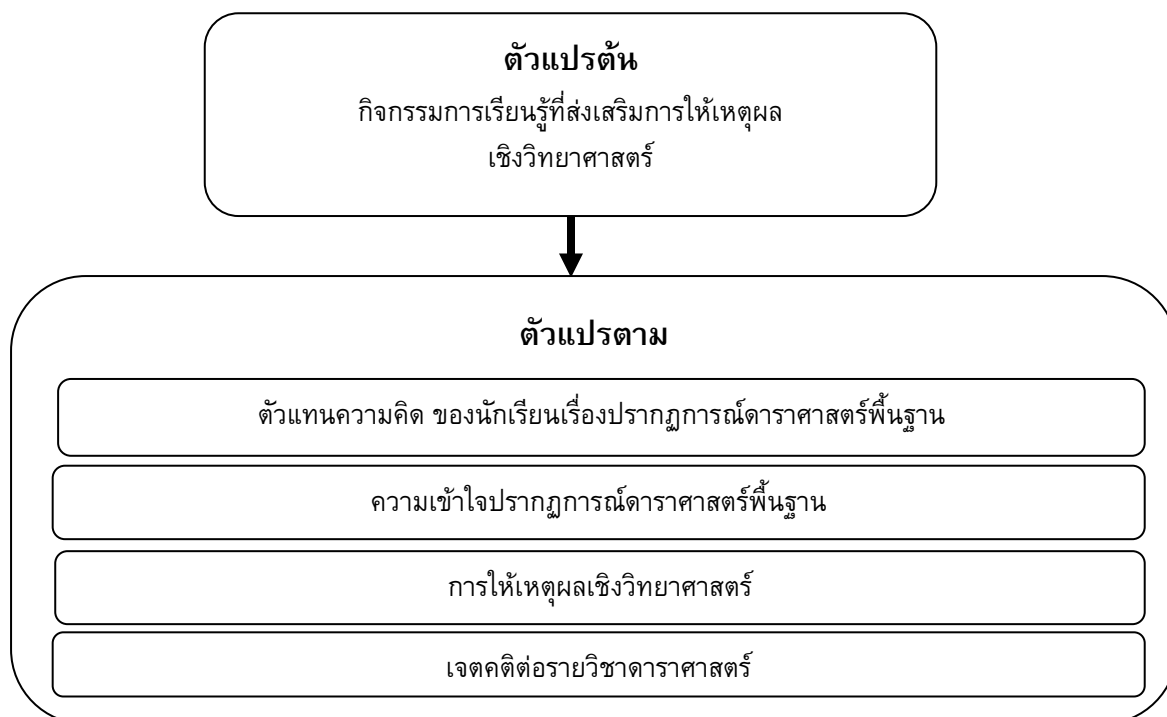 ตัวแปรต้น
กิจกรรมการเรียนรู้ที่ส่งเสริมการให้เหตุผล
เชิงวิทยาศาสตร์
ตัวแปรตาม
ตัวแทนความคิด ของนักเรียนเรื่องปรากฏการณ์ดาราศาสตร์พื้นฐาน
ความเข้าใจปรากฏการณ์ดาราศาสตร์พื้นฐาน
การให้เหตุผลเชิงวิทยาศาสตร์
เจตคติต่อรายวิชาดาราศาสตร์